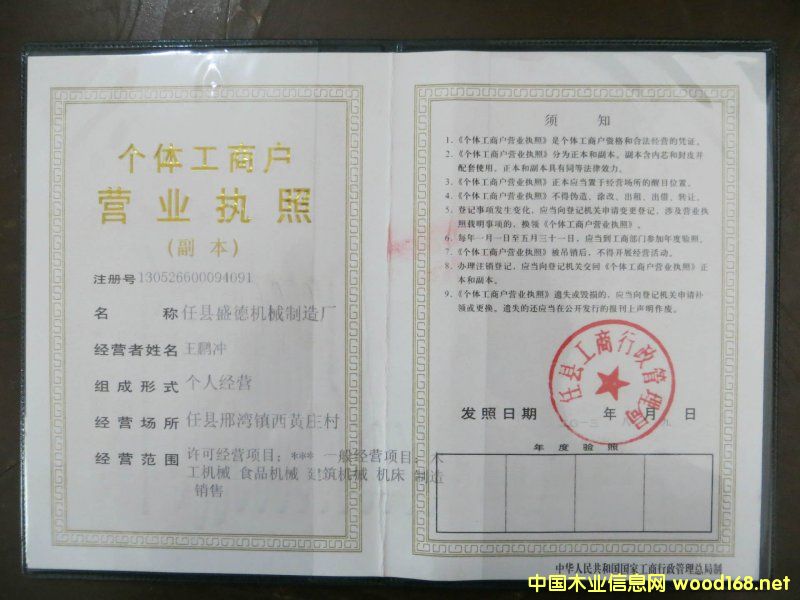 个体工商户
营业执照
(副本)
注册号 130526600094691
名称 任县盛德机械制造厂
经营者姓名 王鹏冲
组成形式 个人经营
经营场所 任县邢湾镇西黄庄村
经营范围 许可经营项目：*** 一般经营项目：木
工机械 食品机械 建筑机械 机床 制造
销售
须知
1、《个体工商户营业执照》是个体工商户资格和合法经营的凭证。
2、《个体工商户营业执照》分为正本和副本，副本含内芯和封皮并
配套使用。正本和副本具有同等法律效力。
3、《个体工商户营业执照》正本应当置于经营场所的醒目位置。
4、《个体工商户营业执照》不得伪造、涂改、出租、出借、转让。
5、登记事项发生变化，应当向登记机关申请变更登记，涉及营业执
照载明事项的，换领《个体工商户营业执照》。
6、每年一月一日至五月三十一日，应当到工商部门参加年度验照。
7、《个体工商户营业执照》被吊销后，不得开展经营活动。
8、办理注销登记，应当向登记机关交回《个体工商户营业执照》正
本和副本。
9、《个体工商户营业执照》遗失或毁损的，应当向登记机关申请补
领或更换。遗失的还应当在公开发行的报刊上声明作废。
任县工商行政管理局
发照日期 年 八月 九日
年度验照
中华人民共和国国家工商行政管理总局制
中国木业信息网 wood168.net